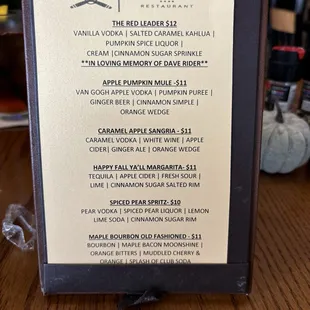 RESTAURANT
THE RED LEADER $12
VANILLA VODKA | SALTED CARAMEL KAHLUA |
PUMPKIN SPICE LIQUOR |
CREAM |CINNAMON SUGAR SPRINKLE
**IN LOVING MEMORY OF DAVE RIDER**
APPLE PUMPKIN MULE -$11
VAN GOGH APPLE VODKA | PUMPKIN PUREE |
GINGER BEER | CINNAMON SIMPLE |
ORANGE WEDGE
CARAMEL APPLE SANGRIA - $11
CARAMEL VODKA | WHITE WINE | APPLE
CIDER| GINGER ALE | ORANGE WEDGE
HAPPY FALL YA'LL MARGARITA- $11
TEQUILA | APPLE CIDER | FRESH SOUR |
LIME | CINNAMON SUGAR SALTED RIM
SPICED PEAR SPRITZ- $10
PEAR VODKA | SPICED PEAR LIQUOR | LEMON
LIME SODA | CINNAMON SUGAR RIM
MAPLE BOURBON OLD FASHIONED - $11
BOURBON | MAPLE BACON MOONSHINE |
ORANGE BITTERS | MUDDLED CHERRY &
ORANGE | SPLASH OF CLUB SODA